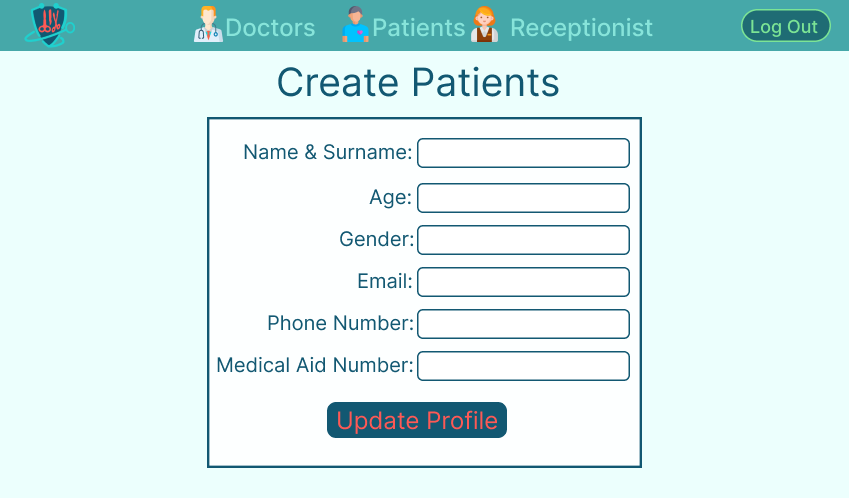 Doctors Patients Receptionist Log Out
Create Patients
Name & Surname:
Age:
Gender:
Email:
Phone Number:
Medical Aid Number:
Update Profile